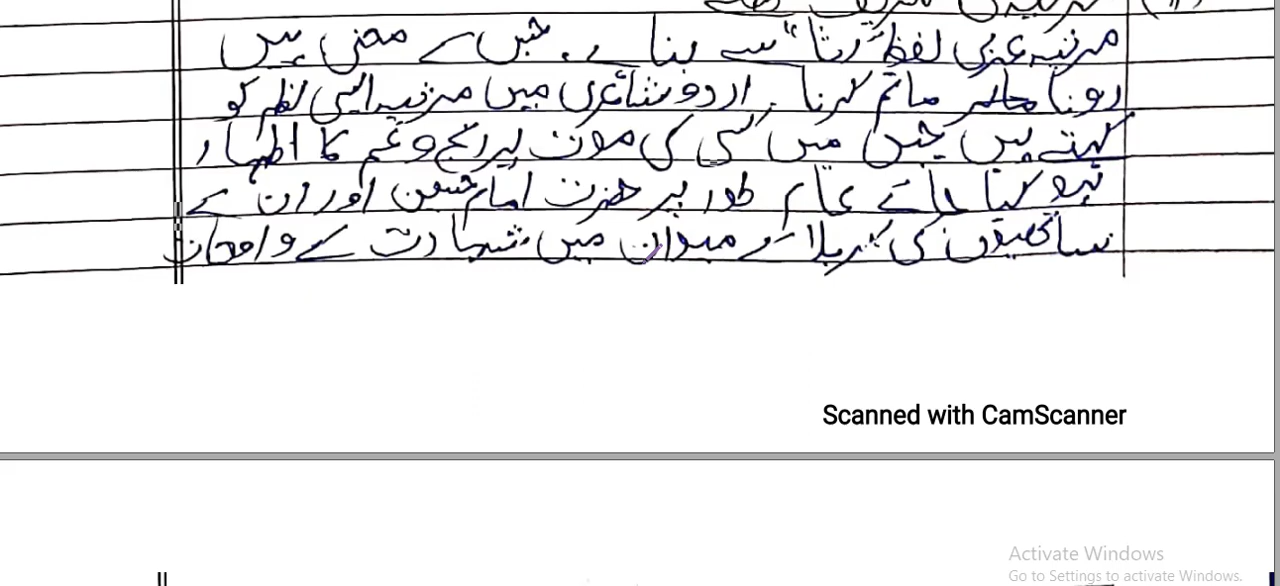 مرثیہ عربی لفظ "رثا" سے بنا ہے۔ جس کے معنی ہیں
رونا ماتم کرنا۔ اردو شاعری میں مرثیہ ایسی نظم کو
کہتے ہیں جس میں کسی کی موت پر رنج و غم کا اظہار
کیا جائے عام طور پر حضرت امام حسین اور ان کے
ساتھیوں کی کربلا کے میدان میں شہادت کے واقعات
Scanned with CamScanner
Activate Windows
Go to Settings to activate Windows.